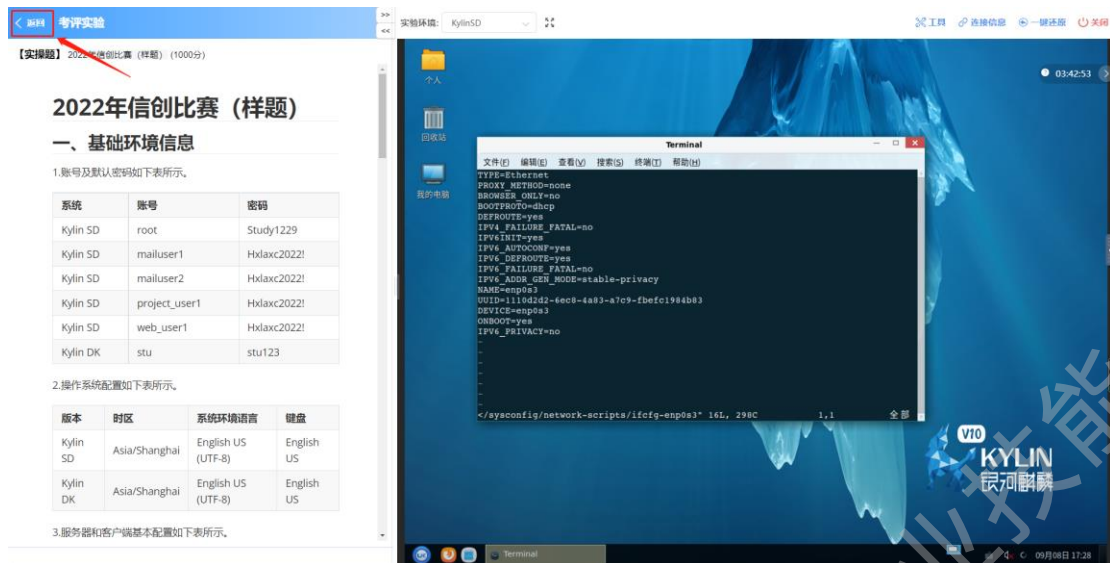 返回 考评实验
>>
<<
实验环境: KylinSD
工具 连接信息 一键还原 关闭
【实操题】 2022年信创比赛（样题）(1000分)
2022年信创比赛（样题）
一、基础环境信息
1.账号及默认密码如下表所示。
系统 账号 密码
Kylin SD root Study1229
Kylin SD mailuser1 Hxlaxc2022!
Kylin SD mailuser2 Hxlaxc2022!
Kylin SD project_user1 Hxlaxc2022!
Kylin SD web_user1 Hxlaxc2022!
Kylin DK stu stu123
2.操作系统配置如下表所示。
版本 时区 系统环境语言 键盘
Kylin SD Asia/Shanghai English US (UTF-8) English US
Kylin DK Asia/Shanghai English US (UTF-8) English US
3.服务器和客户端基本配置如下表所示。
个人
回收站
我的电脑
03:42:53
Terminal
文件(F) 编辑(E) 查看(V) 搜索(S) 终端(T) 帮助(H)
TYPE=Ethernet
PROXY_METHOD=none
BROWSER_ONLY=no
BOOTPROTO=dhcp
DEFROUTE=yes
IPV4_FAILURE_FATAL=no
IPV6INIT=yes
IPV6_AUTOCONF=yes
IPV6_DEFROUTE=yes
IPV6_FAILURE_FATAL=no
IPV6_ADDR_GEN_MODE=stable-privacy
NAME=enp0s3
UUID=1110d2d2-6ec8-4a83-a7c9-fbefc1984b83
DEVICE=enp0s3
ONBOOT=yes
IPV6_PRIVACY=no
~
~
~
~
~
</sysconfig/network-scripts/ifcfg-enp0s3" 16L, 298C 1,1 全部
V10
KYLIN
银河麒麟
业技能
Terminal
09月08日 17:28